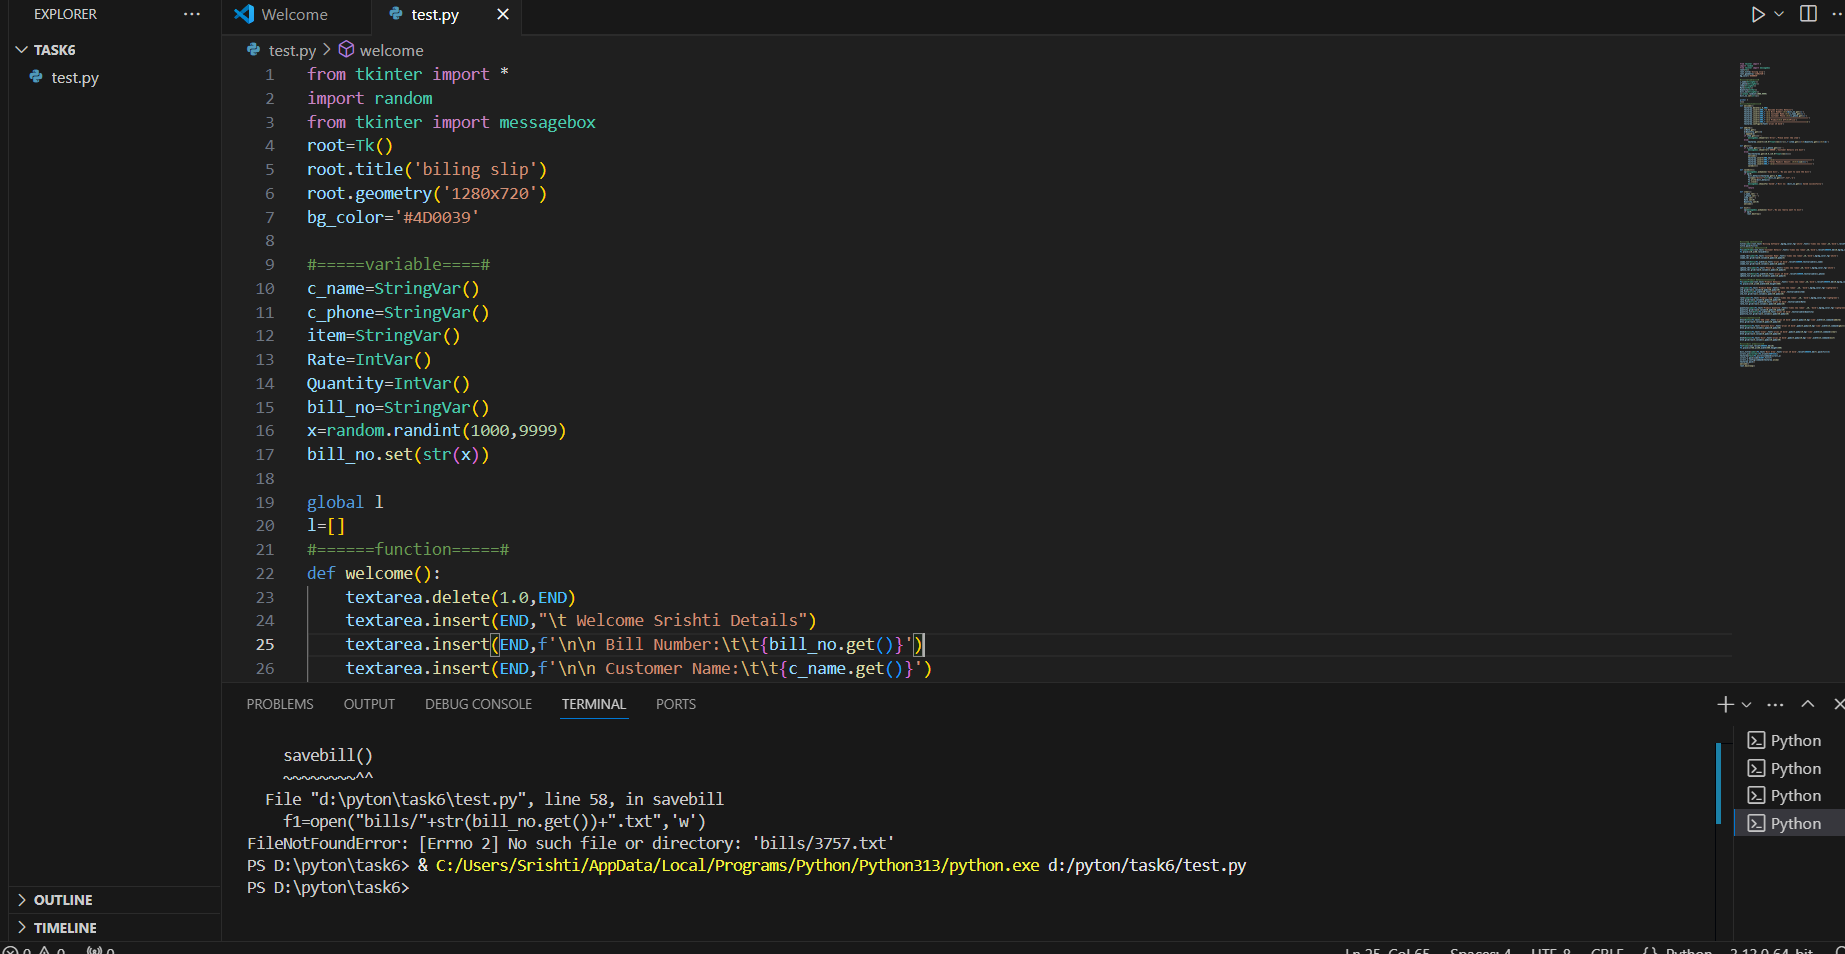 EXPLORER
TASK6
test.py
Welcome
test.py
test.py > welcome
1 from tkinter import *
2 import random
3 from tkinter import messagebox
4 root=Tk()
5 root.title('biling slip')
6 root.geometry('1280x720')
7 bg_color='#4D0039'
8
9 #=====variable====#
10 c_name=StringVar()
11 c_phone=StringVar()
12 item=StringVar()
13 Rate=IntVar()
14 Quantity=IntVar()
15 bill_no=StringVar()
16 x=random.randint(1000,9999)
17 bill_no.set(str(x))
18
19 global l
20 l=[]
21 #======function=====#
22 def welcome():
23     textarea.delete(1.0,END)
24     textarea.insert(END,"\t Welcome Srishti Details")
25     textarea.insert(END,f'\n\n Bill Number:\t\t{bill_no.get()}')
26     textarea.insert(END,f'\n\n Customer Name:\t\t{c_name.get()}')
PROBLEMS OUTPUT DEBUG CONSOLE TERMINAL PORTS
savebill()
~~~~~~~~^^
File "d:\pyton\task6\test.py", line 58, in savebill
f1=open("bills/"+str(bill_no.get())+".txt",'w')
FileNotFoundError: [Errno 2] No such file or directory: 'bills/3757.txt'
PS D:\pyton\task6> & C:/Users/Srishti/AppData/Local/Programs/Python/Python313/python.exe d:/pyton/task6/test.py
PS D:\pyton\task6>
Python
Python
Python
Python
OUTLINE
TIMELINE
0 0 0
Ln 25, Col 65 Spaces: 4 UTF-8 CRLF {} Python 3.13.0 64-bit